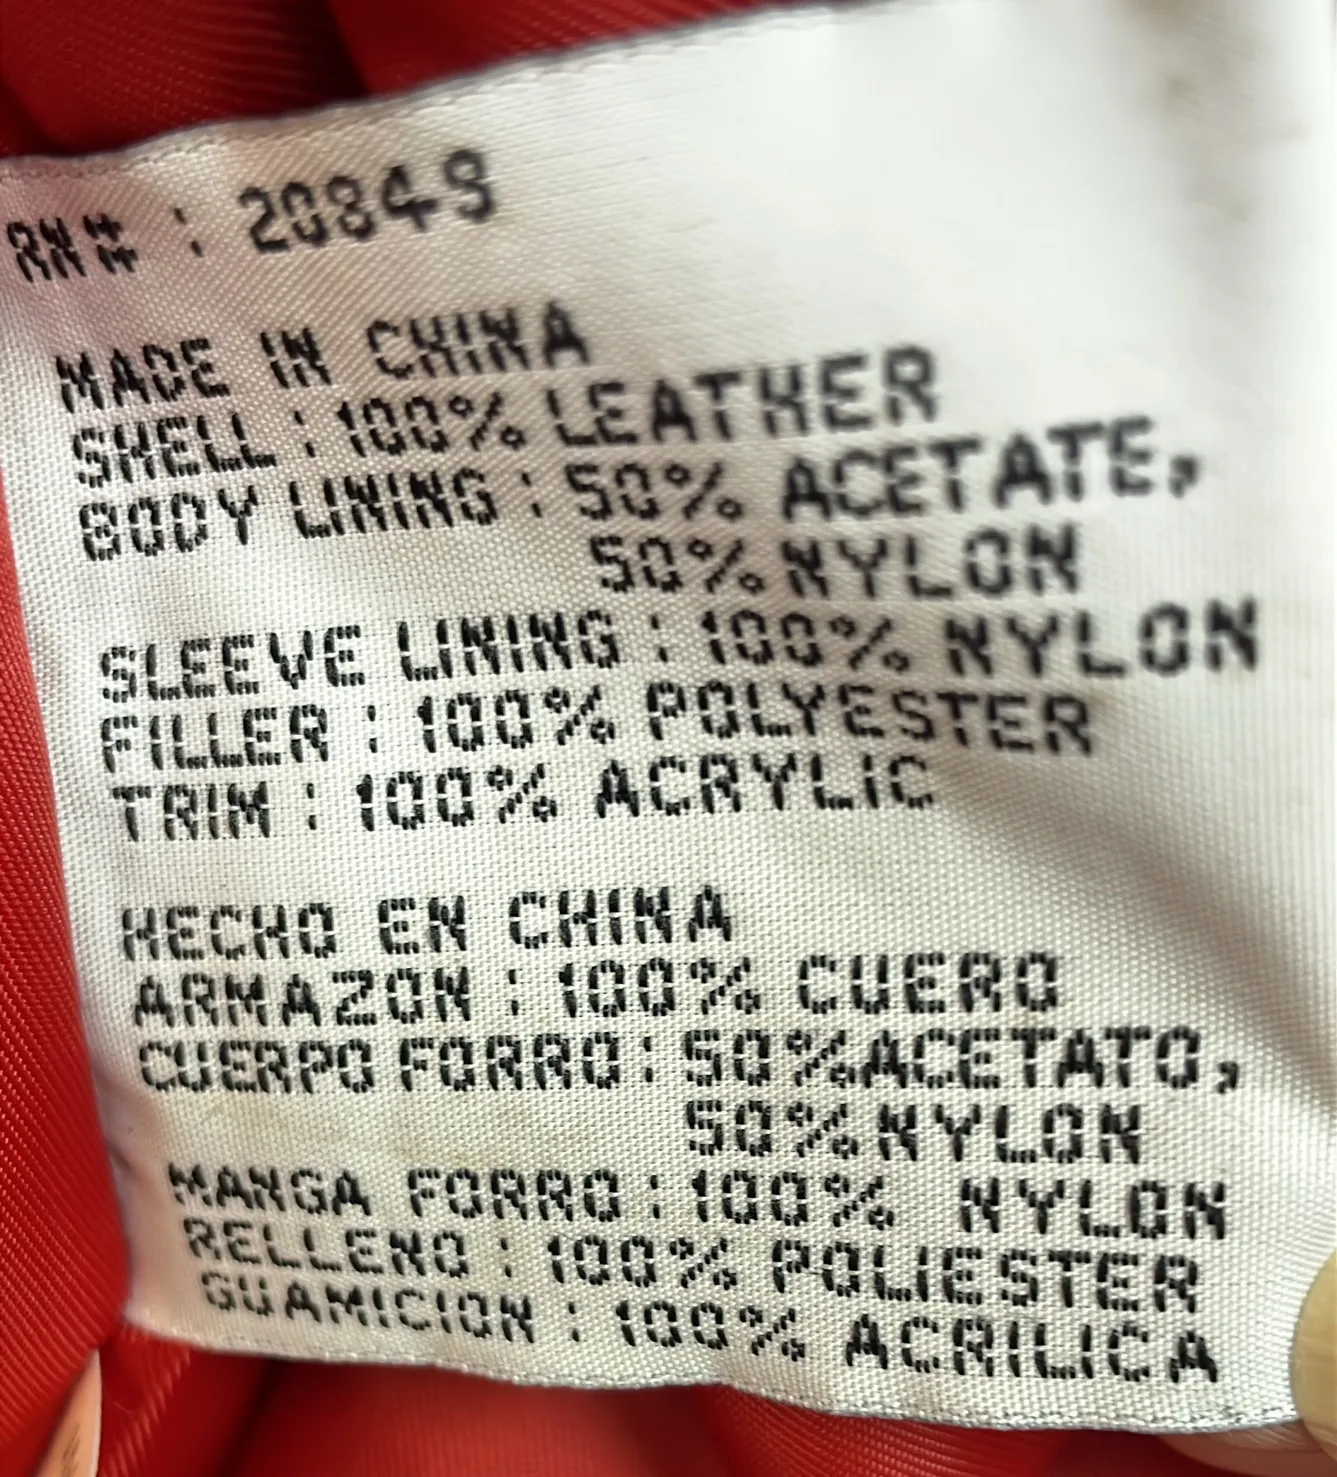 RN# : 20849
MADE IN CHINA
SHELL : 100% LEATHER
BODY LINING : 50% ACETATE,
50% NYLON
SLEEVE LINING : 100% NYLON
FILLER : 100% POLYESTER
TRIM : 100% ACRYLIC
HECHO EN CHINA
ARMAZON : 100% CUERO
CUERPO FORRO : 50% ACETATO,
50% NYLON
MANGA FORRO : 100% NYLON
RELLENO : 100% POLIESTER
GUAMICION : 100% ACRILICA